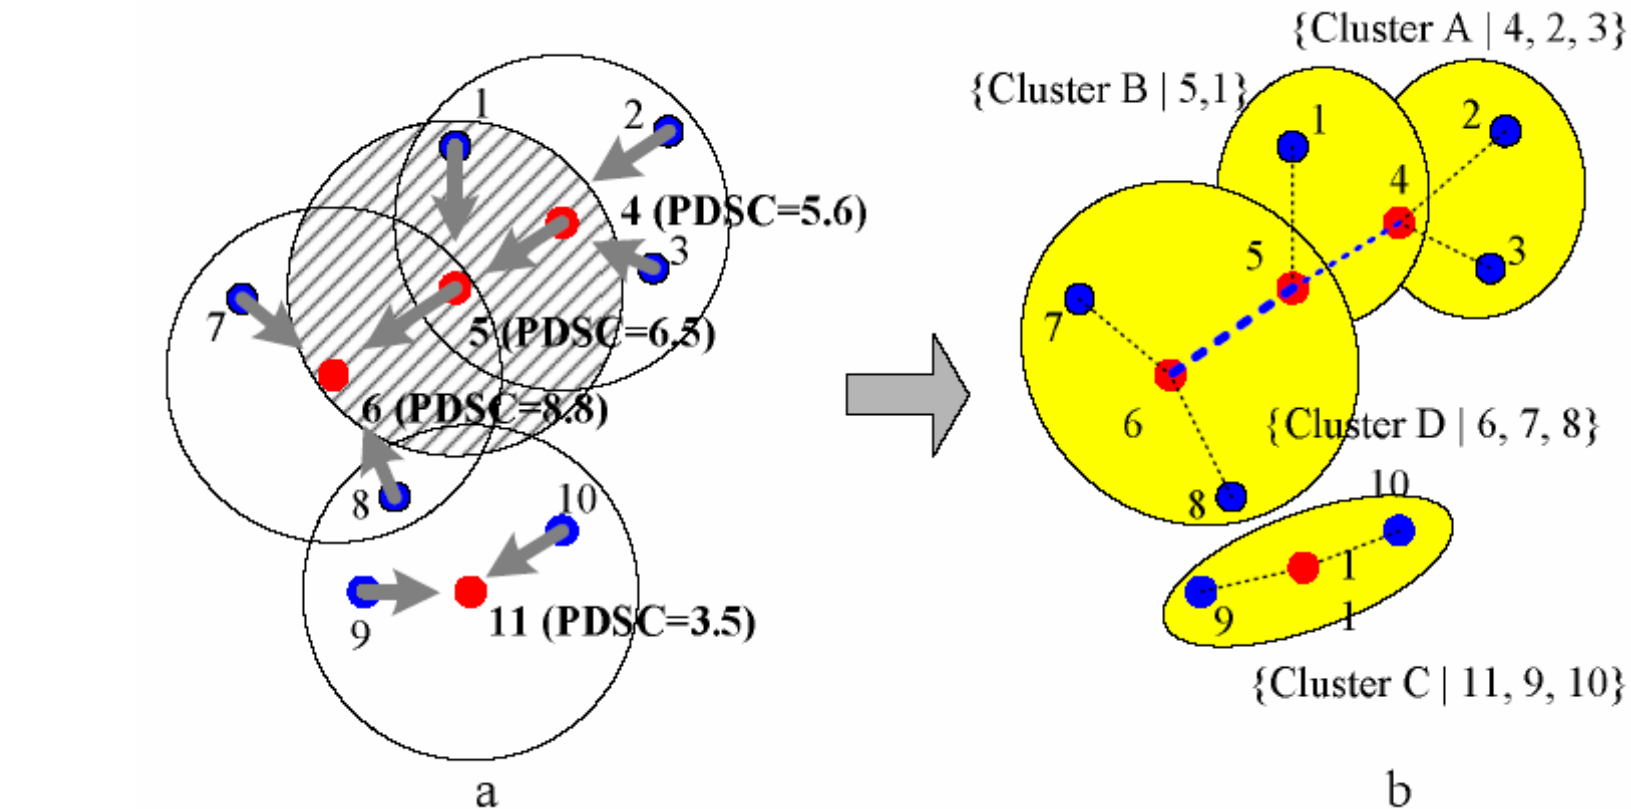 1
2
4 (PDSC=5.6)
3
7
5 (PDSC=6.5)
6 (PDSC=8.8)
8
10
9
11 (PDSC=3.5)
a
{Cluster A | 4, 2, 3}
{Cluster B | 5,1}
1
2
4
5
3
7
6
{Cluster D | 6, 7, 8}
8
10
1
9
1
{Cluster C | 11, 9, 10}
b